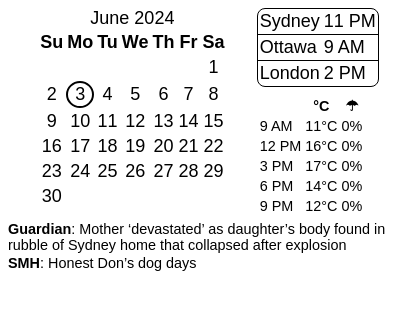 June 2024
Su Mo Tu We Th Fr Sa
1
2 3 4 5 6 7 8
9 10 11 12 13 14 15
16 17 18 19 20 21 22
23 24 25 26 27 28 29
30
Sydney 11 PM
Ottawa 9 AM
London 2 PM
°C ☂
9 AM 11°C 0%
12 PM 16°C 0%
3 PM 17°C 0%
6 PM 14°C 0%
9 PM 12°C 0%
Guardian: Mother ‘devastated’ as daughter’s body found in
rubble of Sydney home that collapsed after explosion
SMH: Honest Don’s dog days